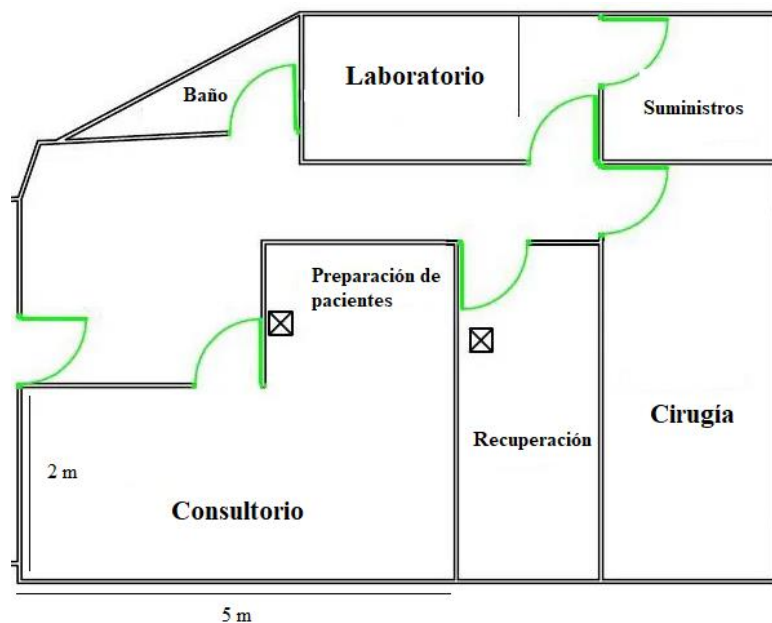 Laboratorio
Baño
Suministros
Preparación de
pacientes
Cirugía
Recuperación
2 m
Consultorio
5 m